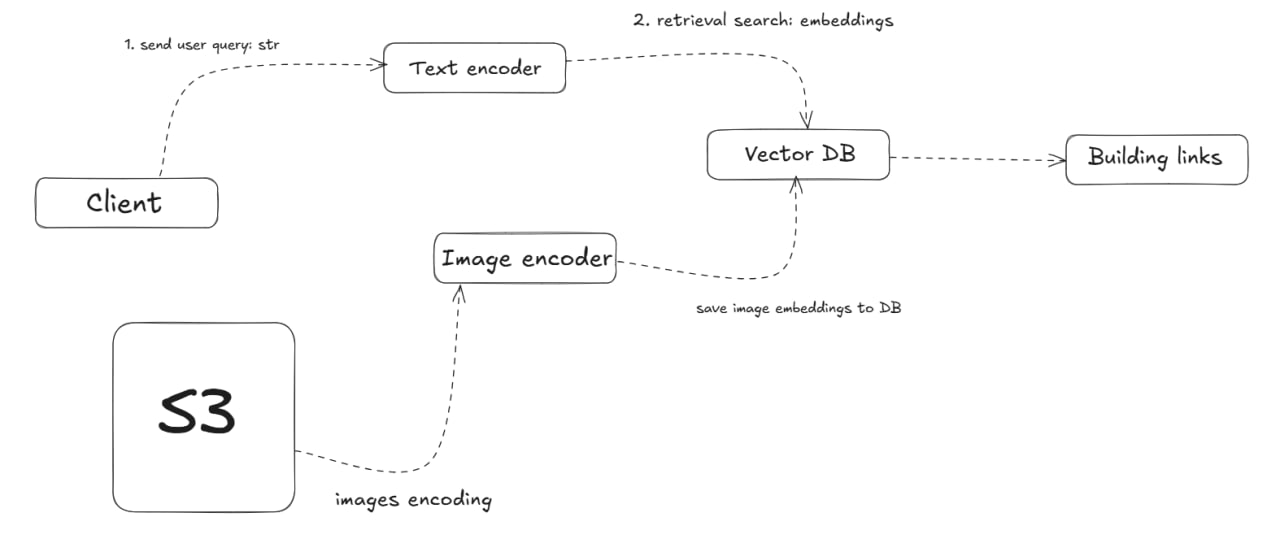 2. retrieval search: embeddings
1. send user query: str
Text encoder
Vector DB
Building links
Client
Image encoder
save image embeddings to DB
S3
images encoding